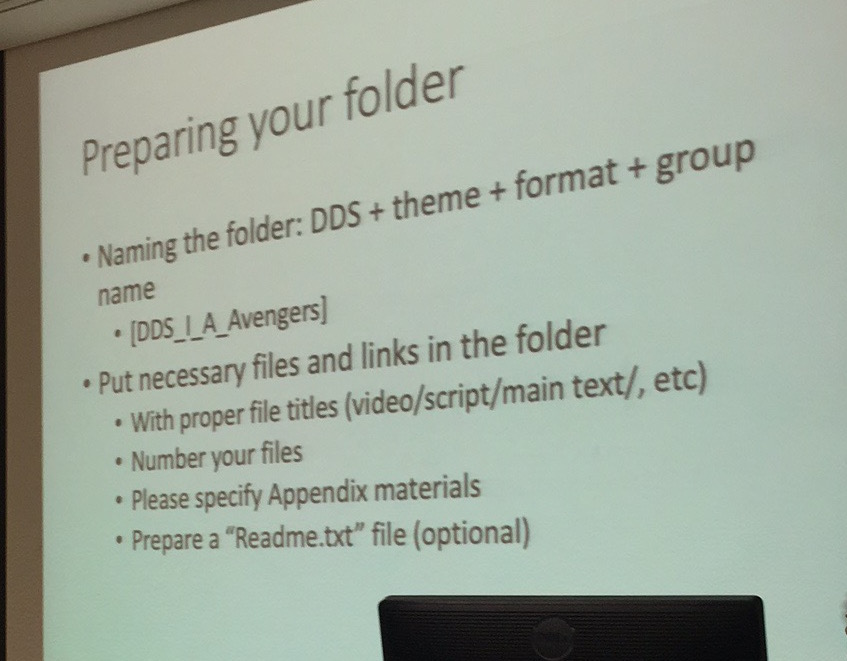 Preparing your folder
• Naming the folder: DDS + theme + format + group
name
• [DDS_I_A_Avengers]
• Put necessary files and links in the folder
• With proper file titles (video/script/main text/, etc)
• Number your files
• Please specify Appendix materials
• Prepare a “Readme.txt” file (optional)